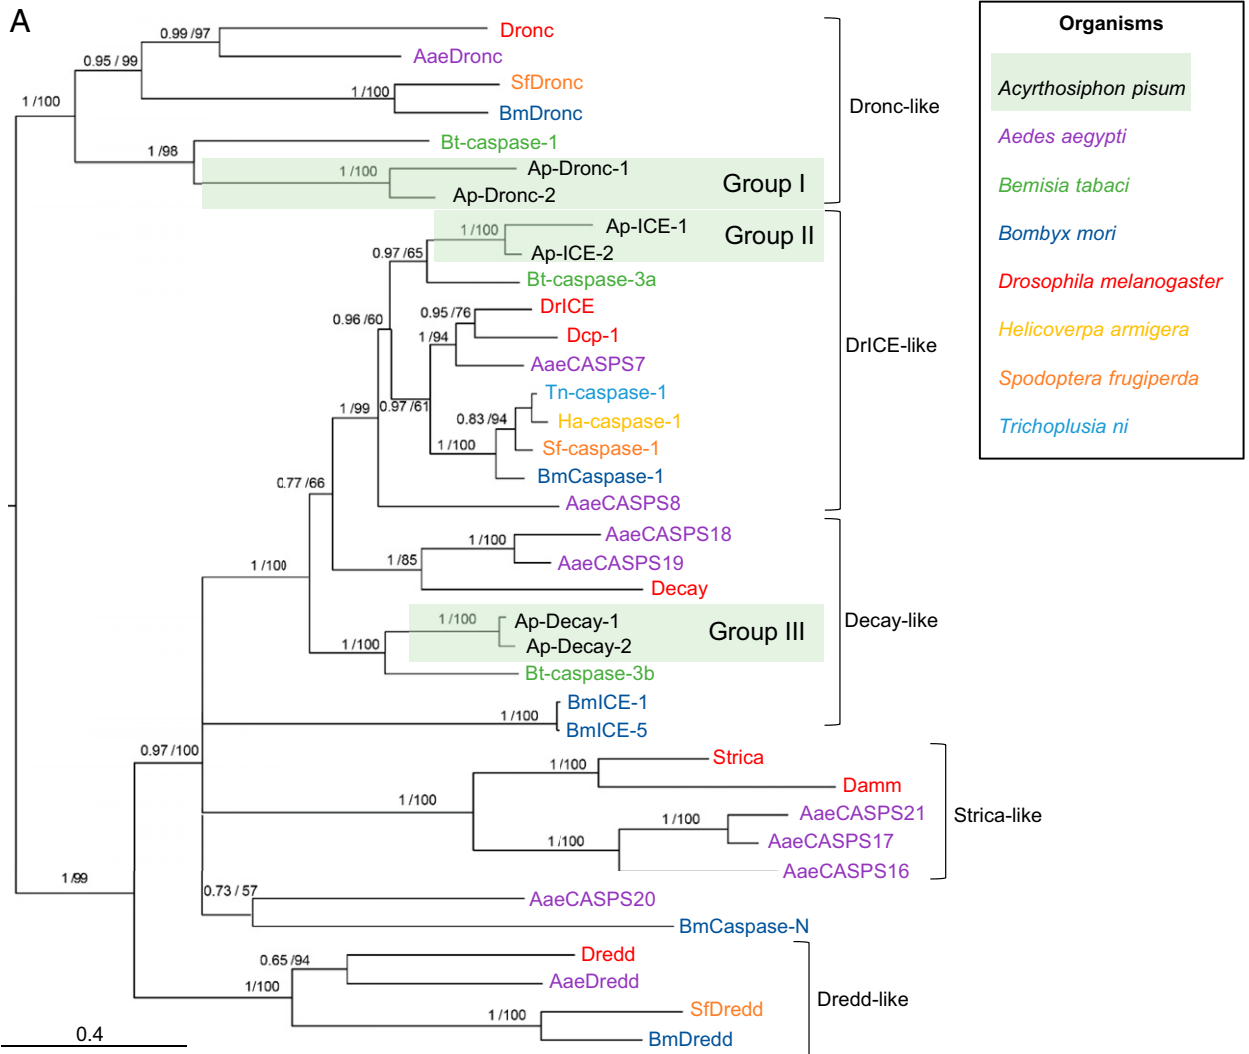 A
Organisms
Acyrthosiphon pisum
Aedes aegypti
Bemisia tabaci
Bombyx mori
Drosophila melanogaster
Helicoverpa armigera
Spodoptera frugiperda
Trichoplusia ni
0.99 /97
Dronc
0.95 / 99
AaeDronc
SfDronc
1 /100
1 /100
BmDronc
Dronc-like
Bt-caspase-1
1 /98
Ap-Dronc-1
1 /100
Group I
Ap-Dronc-2
Ap-ICE-1
1 /100
Group II
0.97 /65
Ap-ICE-2
Bt-caspase-3a
DrICE
0.95 /76
0.96 /60
Dcp-1
1 /94
DrICE-like
AaeCASPS7
Tn-caspase-1
1 /99
0.97 /61
0.83 /94
Ha-caspase-1
1 /100
Sf-caspase-1
BmCaspase-1
0.77 /66
AaeCASPS8
AaeCASPS18
1 /100
1 /85
AaeCASPS19
1 /100
Decay
Ap-Decay-1
1 /100
Group III
Decay-like
1 /100
Ap-Decay-2
Bt-caspase-3b
BmICE-1
1 /100
BmICE-5
0.97 /100
Strica
1 /100
Damm
1 /100
AaeCASPS21
1 /100
Strica-like
AaeCASPS17
1 /100
AaeCASPS16
1 /99
0.73 / 57
AaeCASPS20
BmCaspase-N
0.65 /94
Dredd
1/100
AaeDredd
Dredd-like
SfDredd
1 /100
BmDredd
0.4